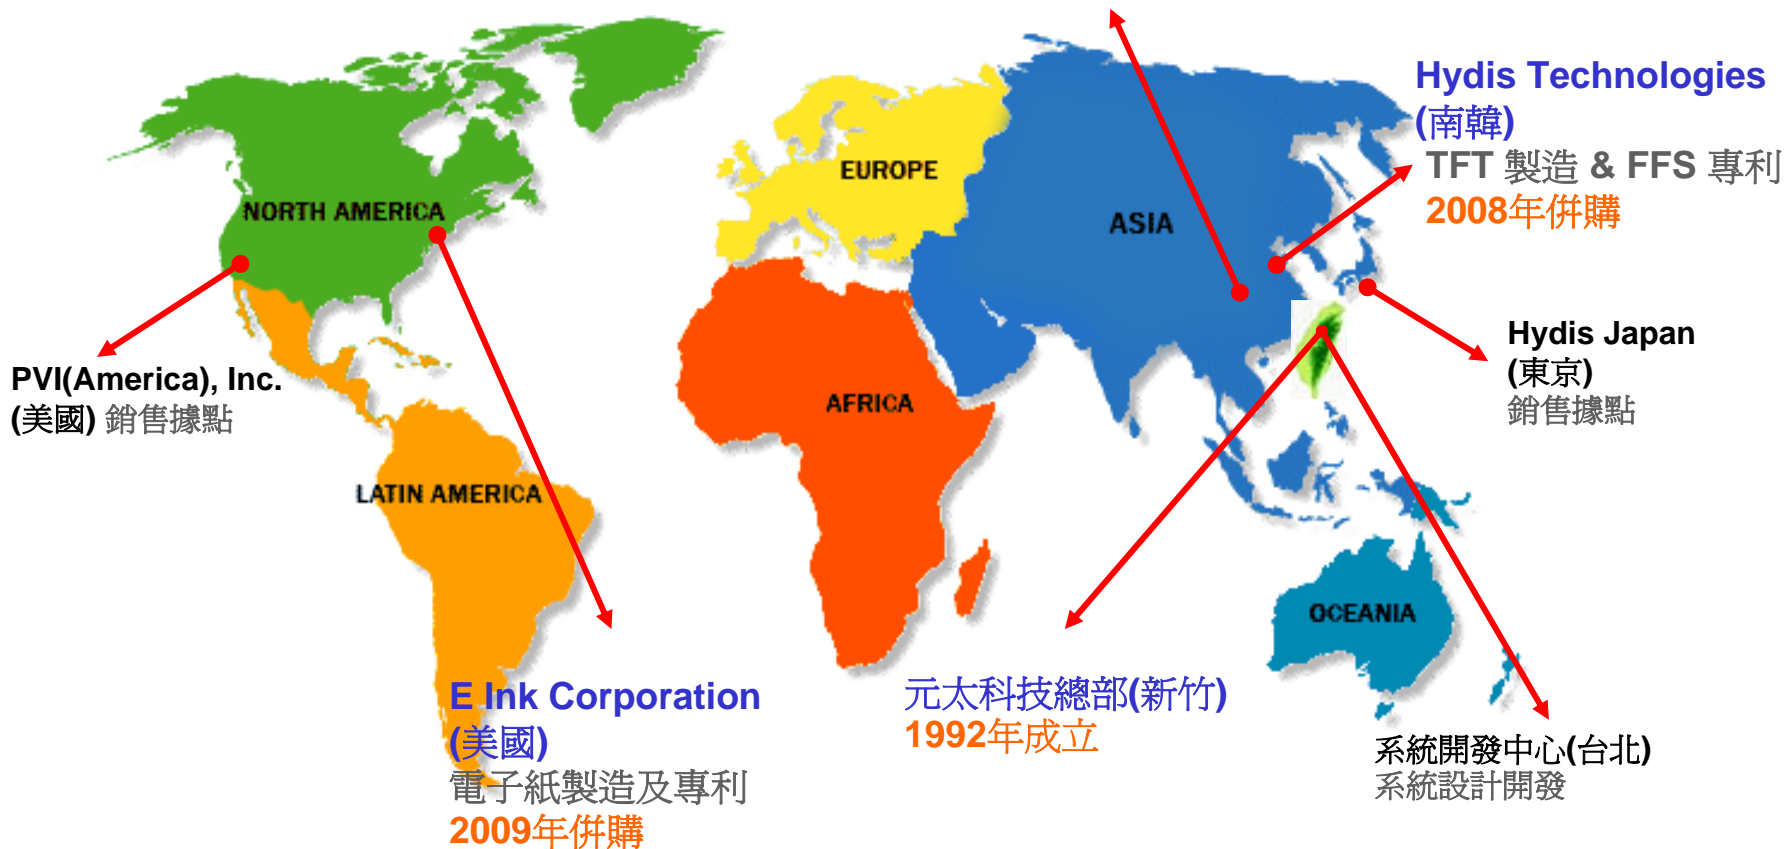 Hydis Technologies
(南韓)
TFT 製造 & FFS 專利
2008年併購
EUROPE
NORTH AMERICA
ASIA
Hydis Japan
(東京)
銷售據點
PVI(America), Inc.
(美國) 銷售據點
AFRICA
LATIN AMERICA
OCEANIA
E Ink Corporation
(美國)
電子紙製造及專利
2009年併購
元太科技總部(新竹)
1992年成立
系統開發中心(台北)
系統設計開發